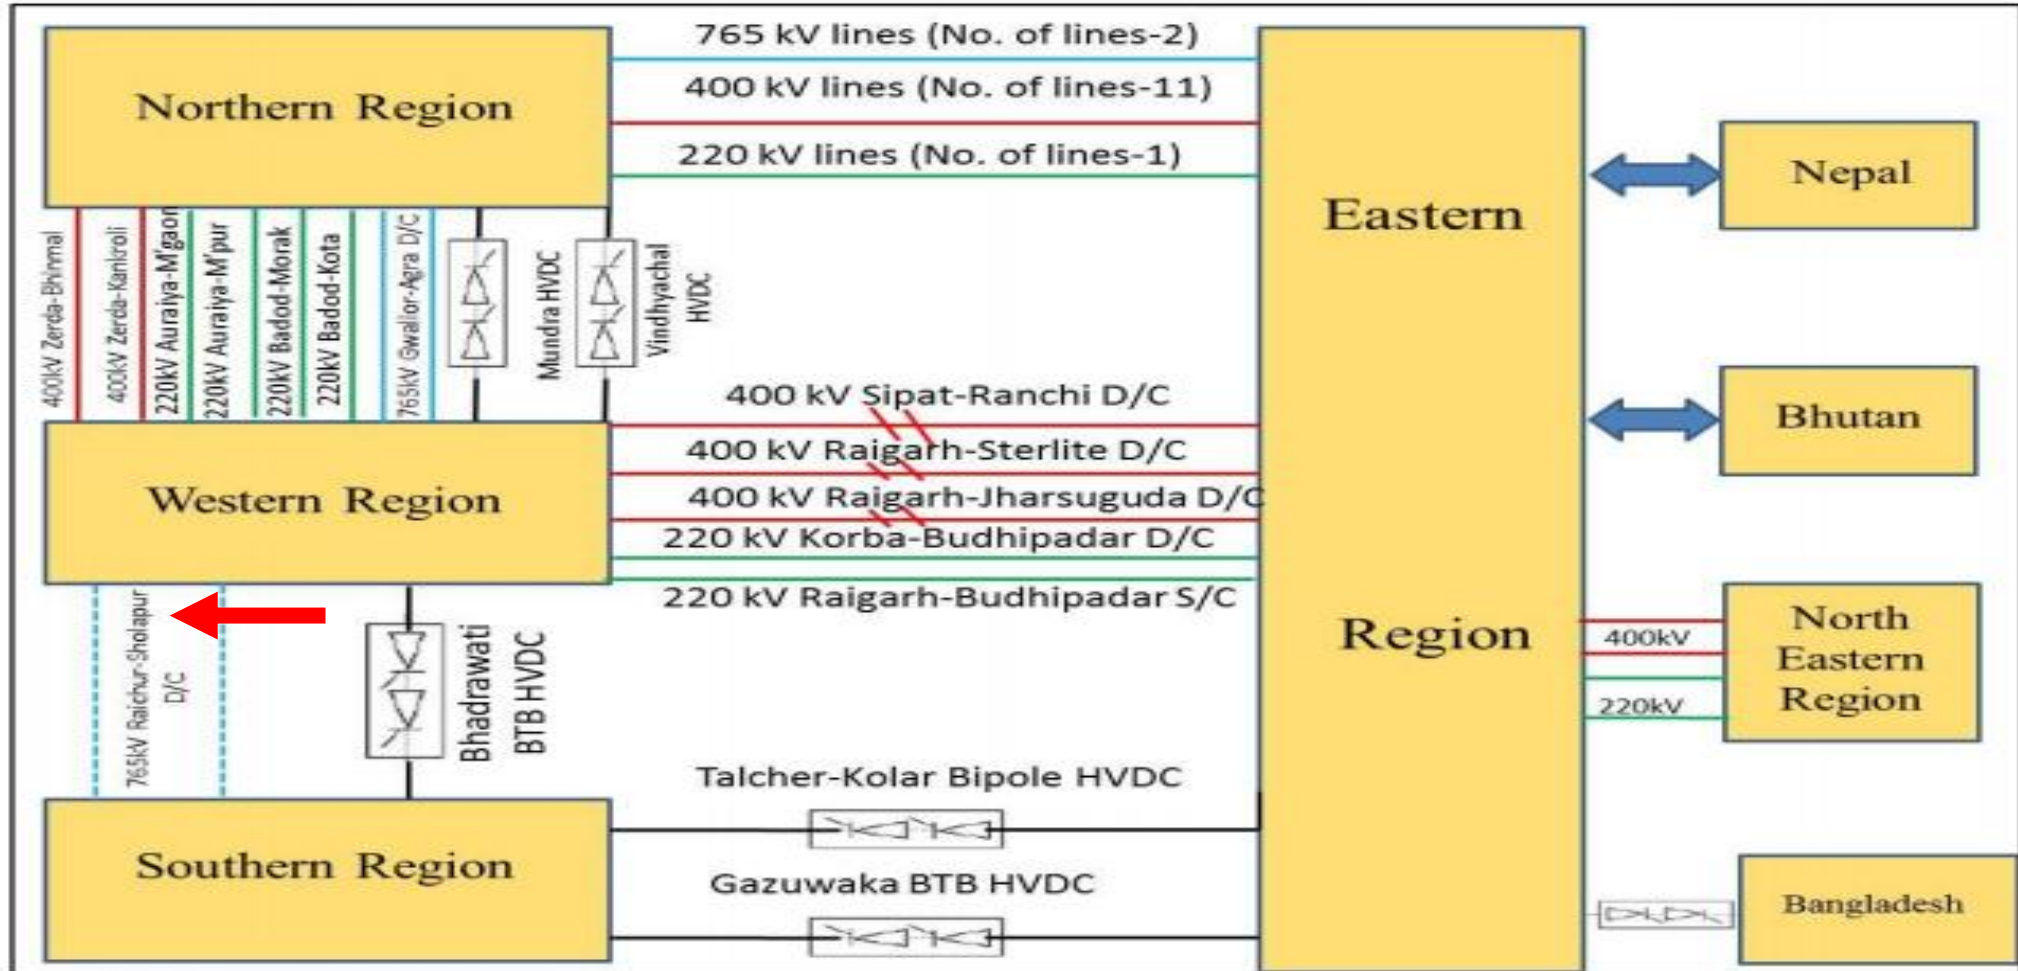 765 kV lines (No. of lines-2)
Northern Region
400 kV lines (No. of lines-11)
220 kV lines (No. of lines-1)
Eastern
Region
Nepal
Bhutan
400kV Zerda-Bhinmal
400kV Zerda-Kankroli
220kV Auraiya-M'gaon
220kV Auraiya-M'pur
220kV Badod-Morak
220kV Badod-Kota
765kV Gwalior-Agra D/C
Mundra HVDC
Vindhyachal
HVDC
400 kV Sipat-Ranchi D/C
400 kV Raigarh-Sterlite D/C
Western Region
400 kV Raigarh-Jharsuguda D/C
220 kV Korba-Budhipadar D/C
220 kV Raigarh-Budhipadar S/C
North
Eastern
Region
400kV
220kV
765kV Raichur-Sholapur
D/C
Bhadrawati
BTB HVDC
Talcher-Kolar Bipole HVDC
Southern Region
Gazuwaka BTB HVDC
Bangladesh